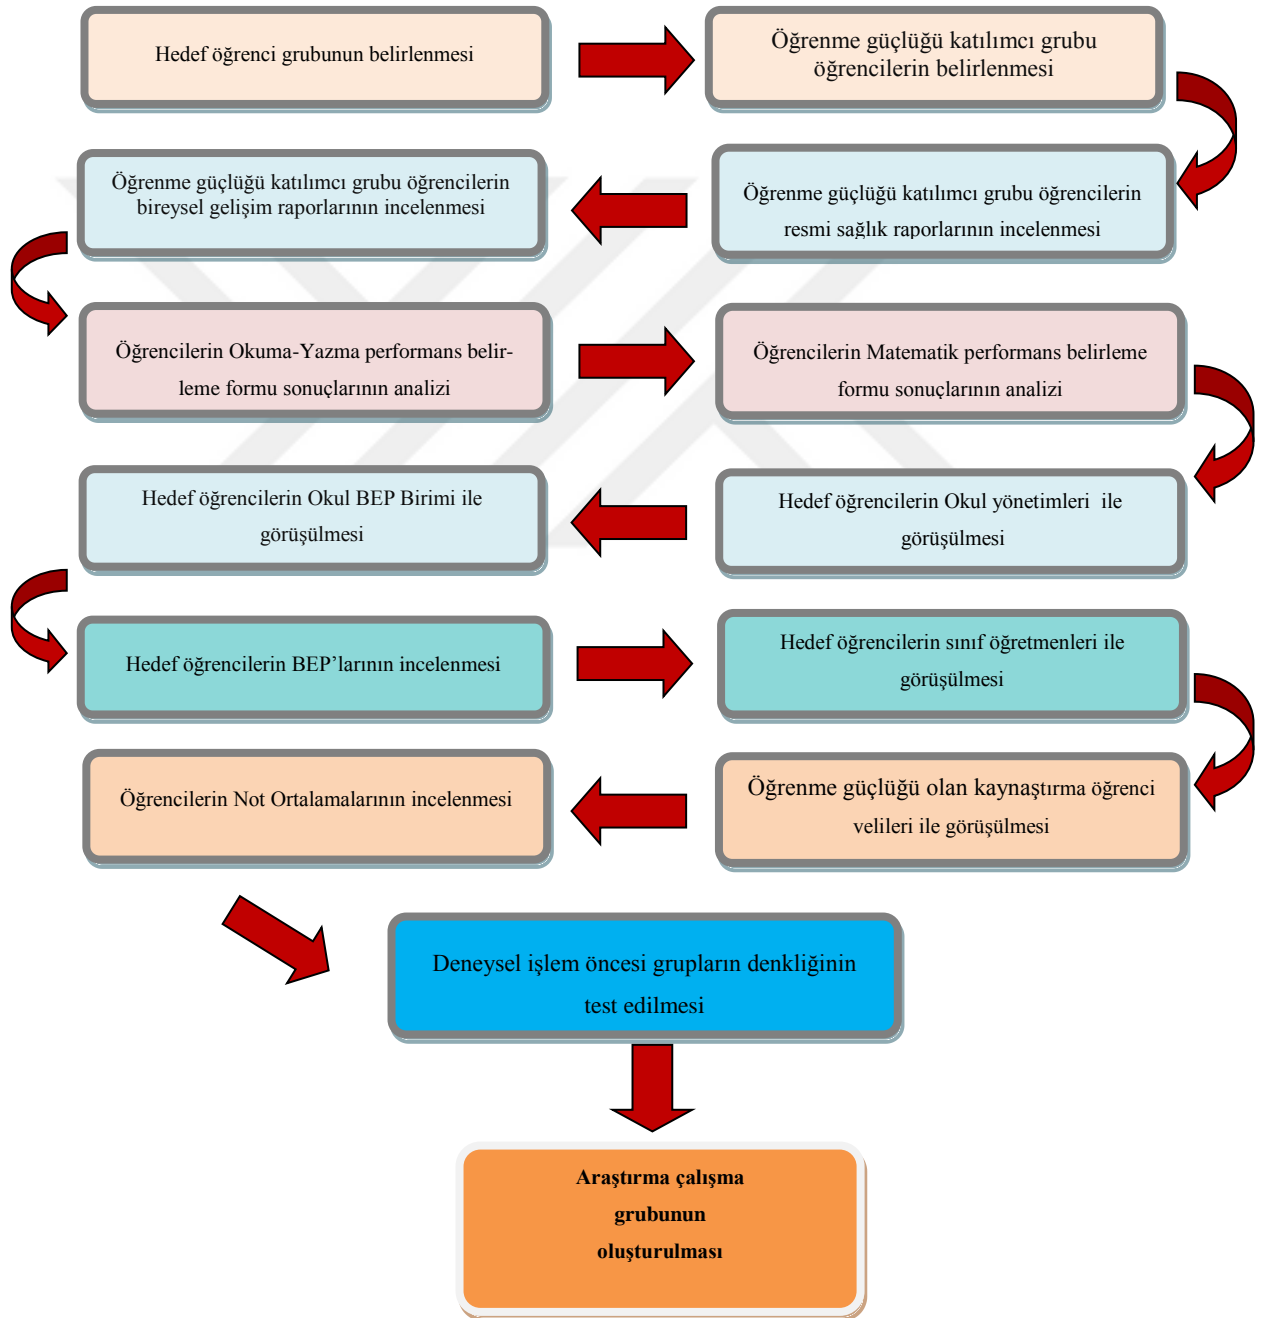 Hedef öğrenci grubunun belirlenmesi
Öğrenme güçlüğü katılımcı grubu
öğrencilerin belirlenmesi
Öğrenme güçlüğü katılımcı grubu öğrencilerin
resmi sağlık raporlarının incelenmesi
Öğrenme güçlüğü katılımcı grubu öğrencilerin
bireysel gelişim raporlarının incelenmesi
Öğrencilerin Okuma-Yazma performans belir-
leme formu sonuçlarının analizi
Öğrencilerin Matematik performans belirleme
formu sonuçlarının analizi
Hedef öğrencilerin Okul yönetimleri ile
görüşülmesi
Hedef öğrencilerin Okul BEP Birimi ile
görüşülmesi
Hedef öğrencilerin BEP’larının incelenmesi
Hedef öğrencilerin sınıf öğretmenleri ile
görüşülmesi
Öğrenme güçlüğü olan kaynaştırma öğrenci
velileri ile görüşülmesi
Öğrencilerin Not Ortalamalarının incelenmesi
Deneysel işlem öncesi grupların denkliğinin
test edilmesi
Araştırma çalışma
grubunun
oluşturulması